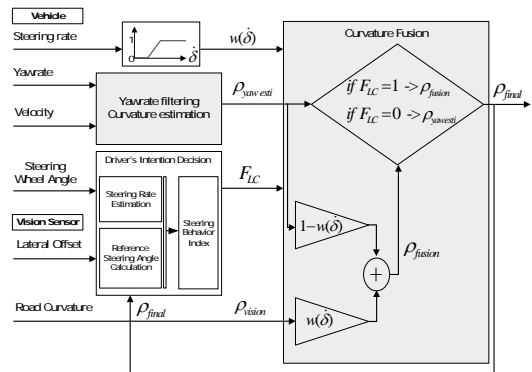 Vehicle
Steering rate
1
0
δ̇
w(δ̇)
Curvature Fusion
Yawrate
Velocity
Yawrate filtering
Curvature estimation
ρyawesti
if FLC=1 -> ρfusion
if FLC=0 -> ρyawesti
ρfinal
Steering
Wheel Angle
Driver's Intention Decision
Steering Rate
Estimation
Reference
Steering Angle
Calculation
Steering
Behavior
Index
FLC
Vision Sensor
Lateral Offset
1-w(δ̇)
+
ρfusion
Road Curvature
ρfinal
ρvision
w(δ̇)